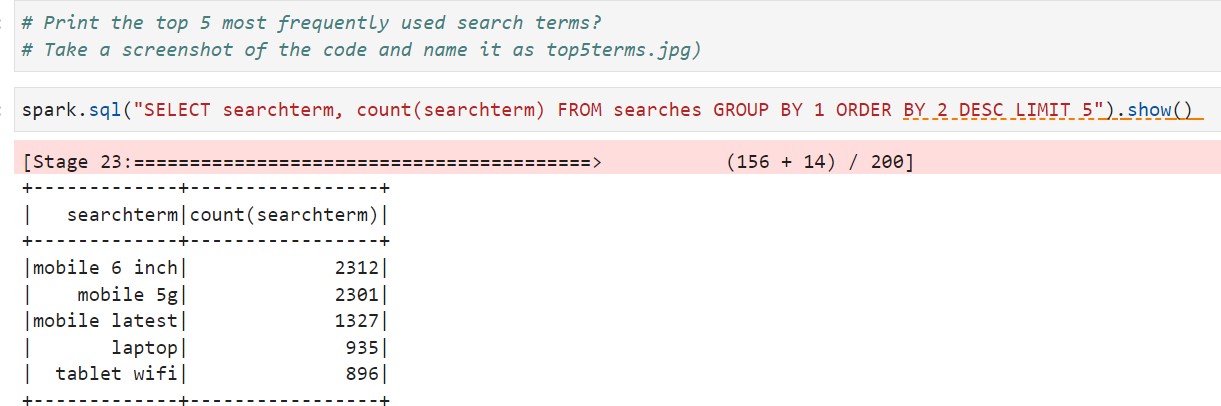 # Print the top 5 most frequently used search terms?
# Take a screenshot of the code and name it as top5terms.jpg)
spark.sql("SELECT searchterm, count(searchterm) FROM searches GROUP BY 1 ORDER BY 2 DESC LIMIT 5").show()
[Stage 23:=========================================>           (156 + 14) / 200]
+-------------+-----------------+
|   searchterm|count(searchterm)|
+-------------+-----------------+
|mobile 6 inch|             2312|
|    mobile 5g|             2301|
|mobile latest|             1327|
|       laptop|              935|
|  tablet wifi|              896|
+-------------+-----------------+